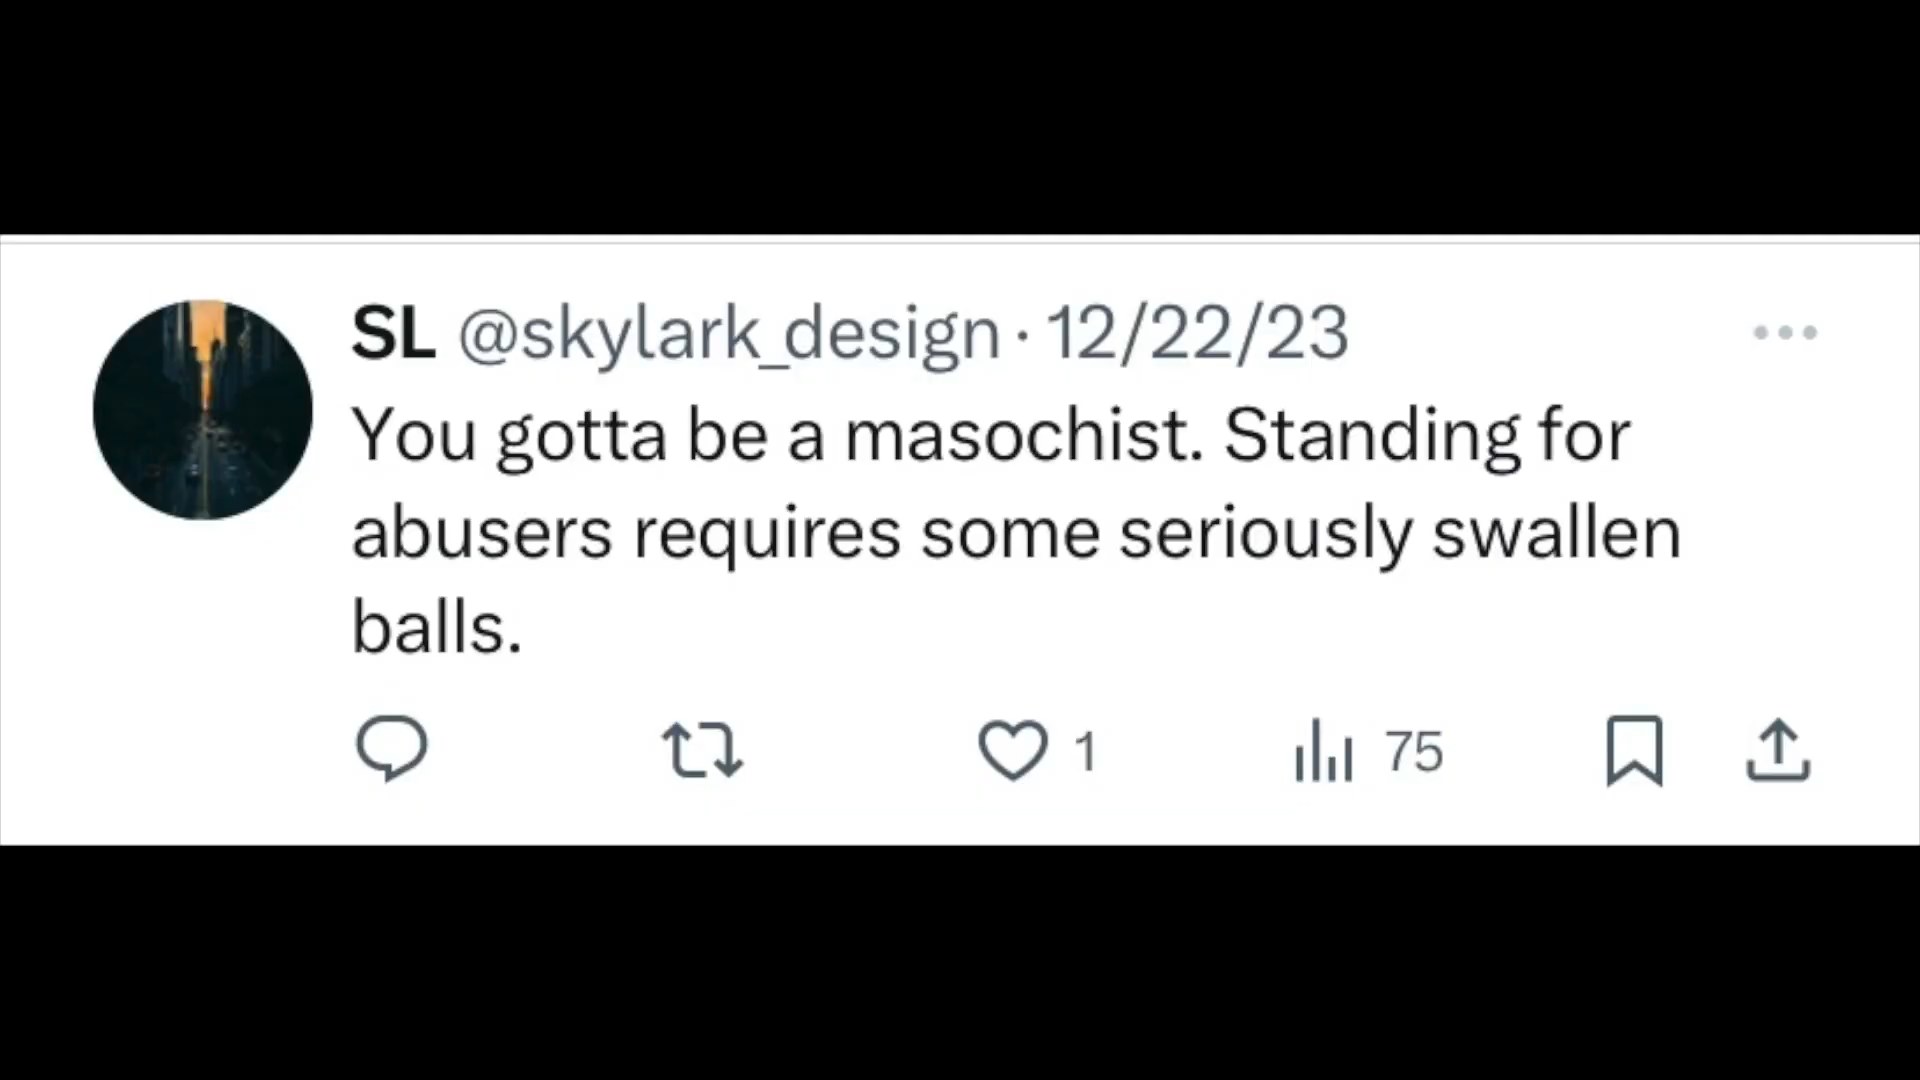 SL @skylark_design · 12/22/23
You gotta be a masochist. Standing for
abusers requires some seriously swallen
balls.
1 75